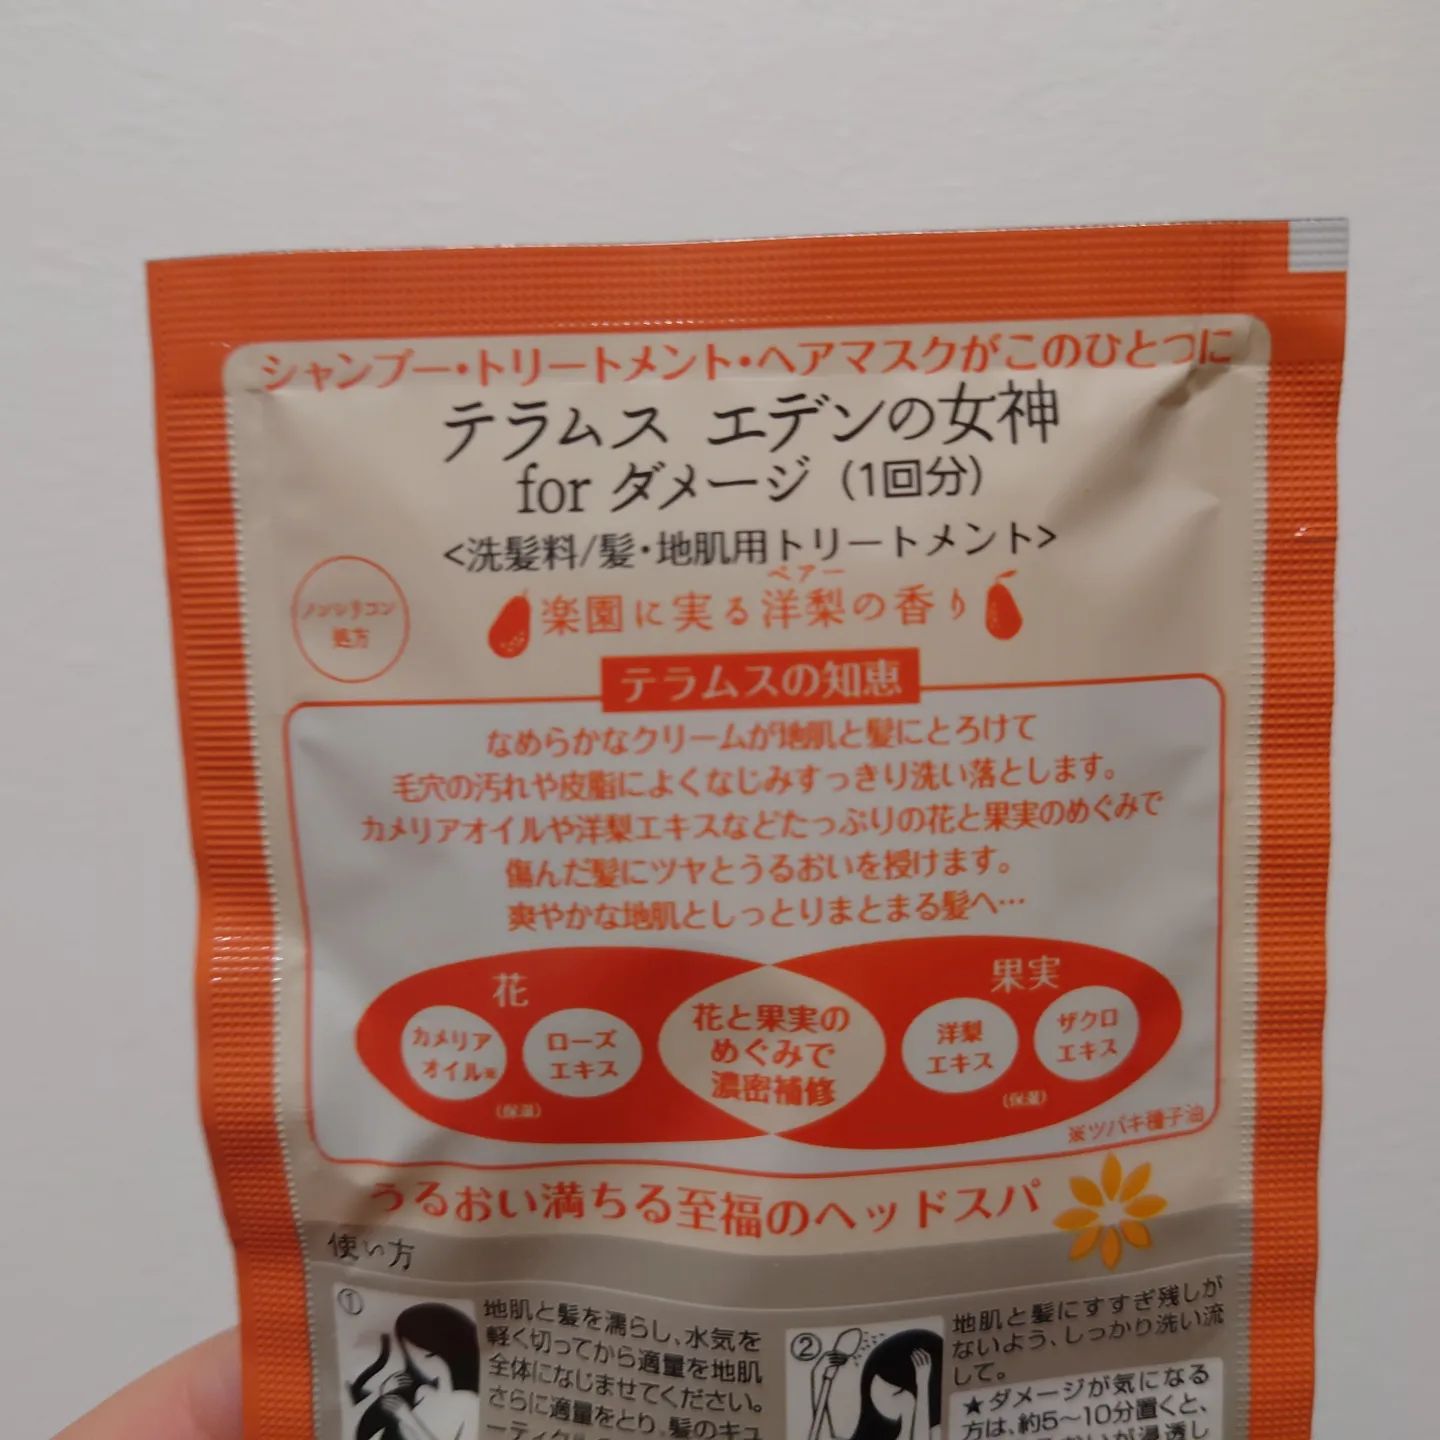 シャンプー・トリートメント・ヘアマスクがこのひとつに
テラムス エデンの女神
for ダメージ (1回分)
<洗髪料/髪・地肌用トリートメント>
ペアー
楽園に実る洋梨の香り
ノンシリコン
処方
テラムスの知恵
なめらかなクリームが地肌と髪にとろけて
毛穴の汚れや皮脂によくなじみすっきり洗い落とします。
カメリアオイルや洋梨エキスなどたっぷりの花と果実のめぐみで
傷んだ髪にツヤとうるおいを授けます。
爽やかな地肌としっとりまとまる髪へ…
花
カメリア
オイル※
ローズ
エキス
(保湿)
花と果実の
めぐみで
濃密補修
果実
洋梨
エキス
ザクロ
エキス
(保湿)
※ツバキ種子油
うるおい満ちる至福のヘッドスパ
使い方
①
地肌と髪を濡らし、水気を
軽く切ってから適量を地肌
全体になじませてください。
さらに適量をとり、髪のキュ
②
地肌と髪にすすぎ残しが
ないよう、しっかり洗い流
して。
★ダメージが気になる
方は、約5〜10分置くと、